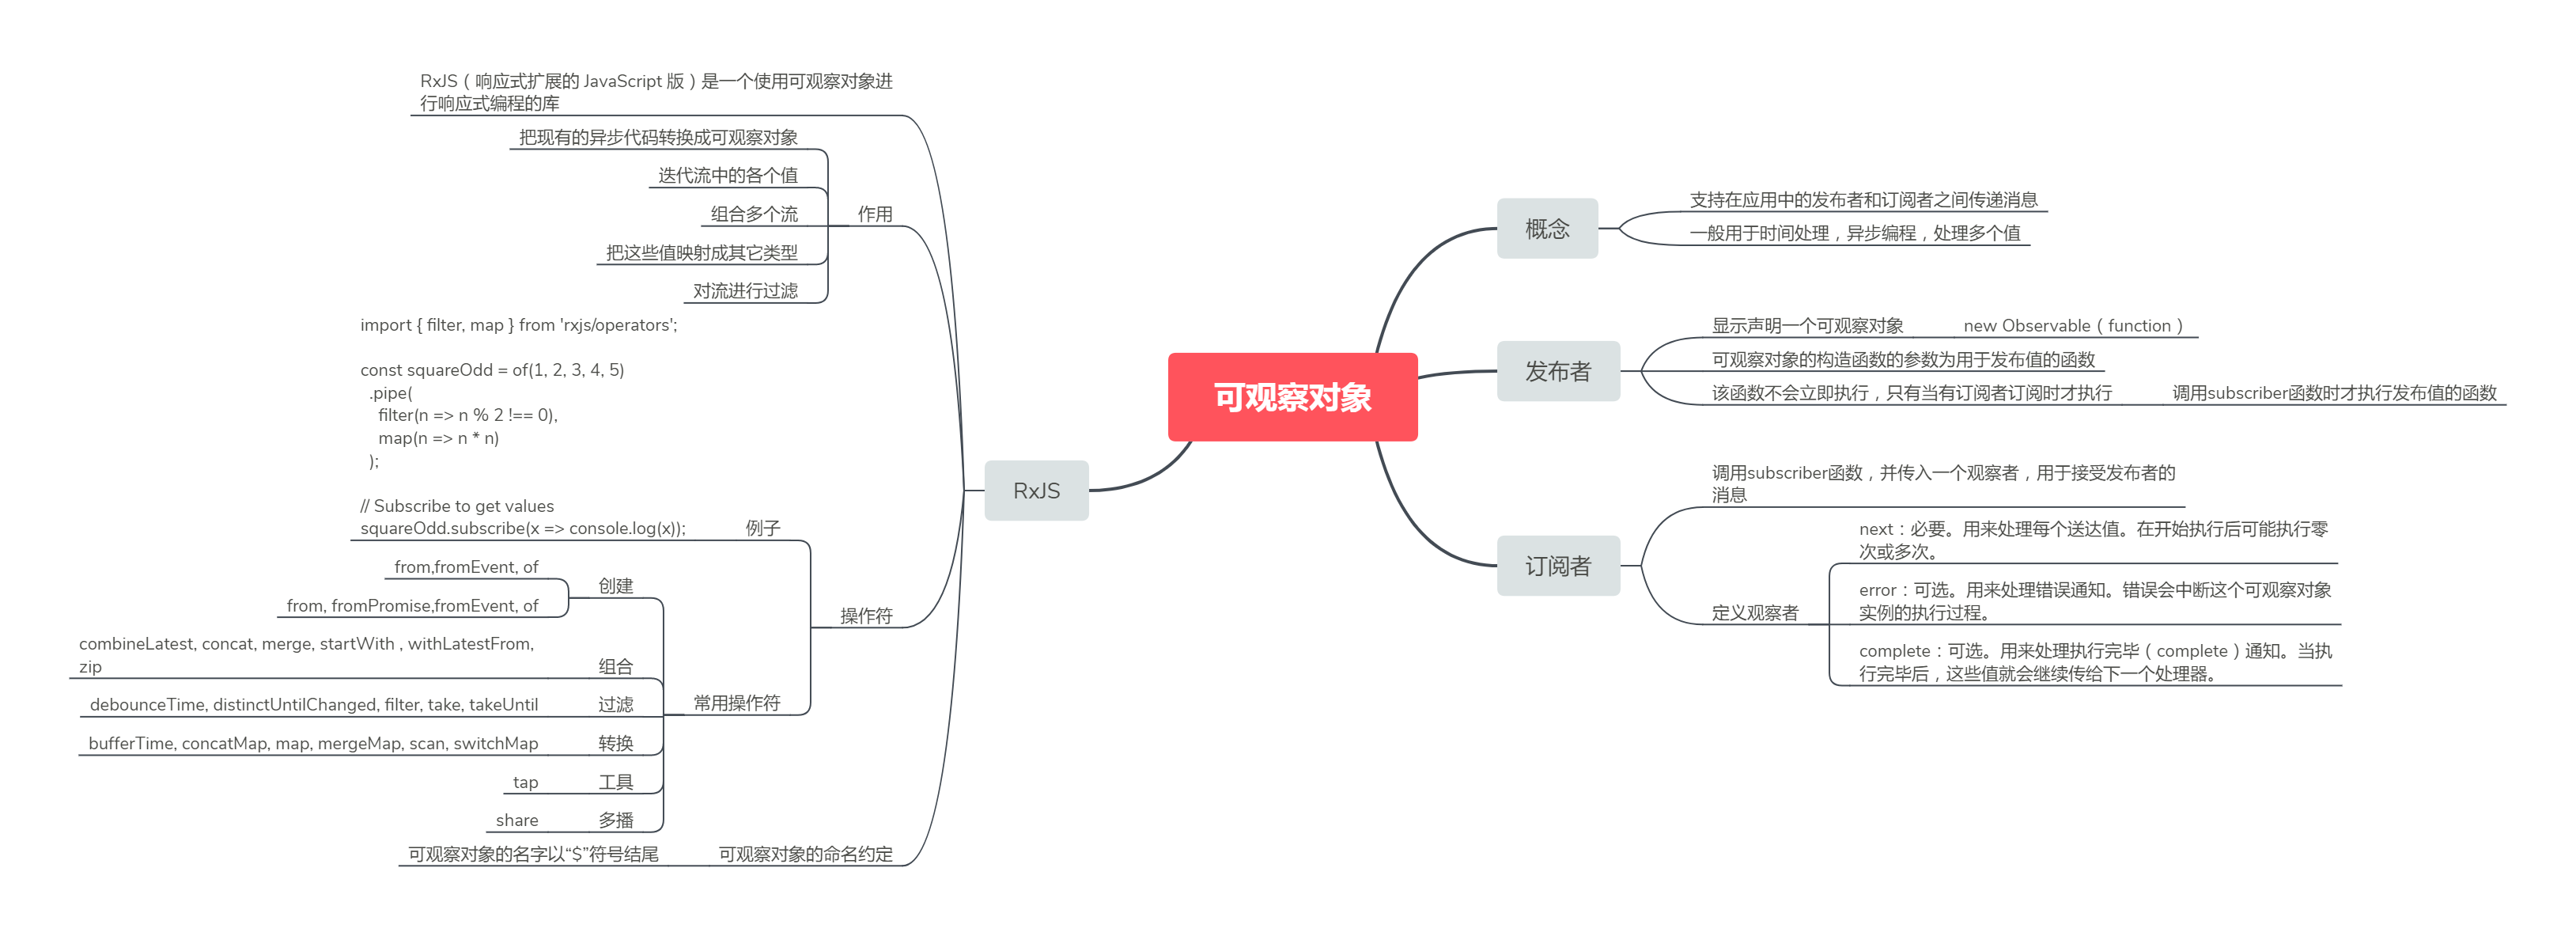 可观察对象
概念
支持在应用中的发布者和订阅者之间传递消息
一般用于时间处理，异步编程，处理多个值
发布者
显示声明一个可观察对象
new Observable（function）
可观察对象的构造函数的参数为用于发布值的函数
该函数不会立即执行，只有当有订阅者订阅时才执行
调用subscriber函数时才执行发布值的函数
订阅者
调用subscriber函数，并传入一个观察者，用于接受发布者的
消息
定义观察者
next：必要。用来处理每个送达值。在开始执行后可能执行零
次或多次。
error：可选。用来处理错误通知。错误会中断这个可观察对象
实例的执行过程。
complete：可选。用来处理执行完毕（complete）通知。当执
行完毕后，这些值就会继续传给下一个处理器。
RxJS
RxJS（响应式扩展的 JavaScript 版）是一个使用可观察对象进
行响应式编程的库
作用
把现有的异步代码转换成可观察对象
迭代流中的各个值
组合多个流
把这些值映射成其它类型
对流进行过滤
操作符
例子
import { filter, map } from 'rxjs/operators';
const squareOdd = of(1, 2, 3, 4, 5)
.pipe(
filter(n => n % 2 !== 0),
map(n => n * n)
);
// Subscribe to get values
squareOdd.subscribe(x => console.log(x));
常用操作符
创建
from,fromEvent, of
from, fromPromise,fromEvent, of
组合
combineLatest, concat, merge, startWith , withLatestFrom,
zip
过滤
debounceTime, distinctUntilChanged, filter, take, takeUntil
转换
bufferTime, concatMap, map, mergeMap, scan, switchMap
工具
tap
多播
share
可观察对象的命名约定
可观察对象的名字以“$”符号结尾